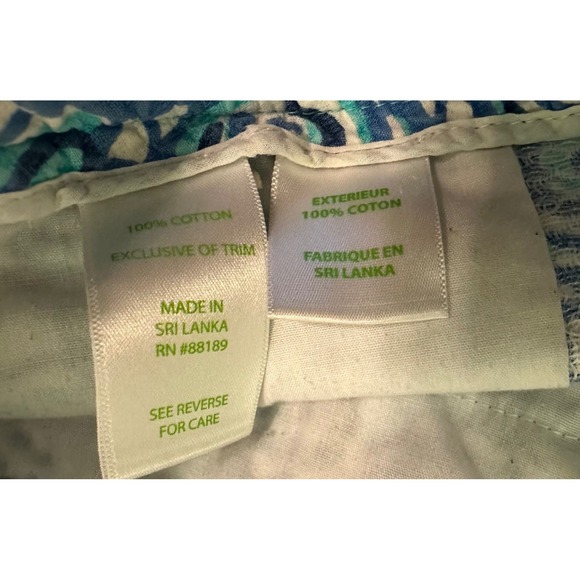 100% COTTON
EXCLUSIVE OF TRIM
MADE IN
SRI LANKA
RN #88189
SEE REVERSE
FOR CARE
EXTERIEUR
100% COTON
FABRIQUE EN
SRI LANKA